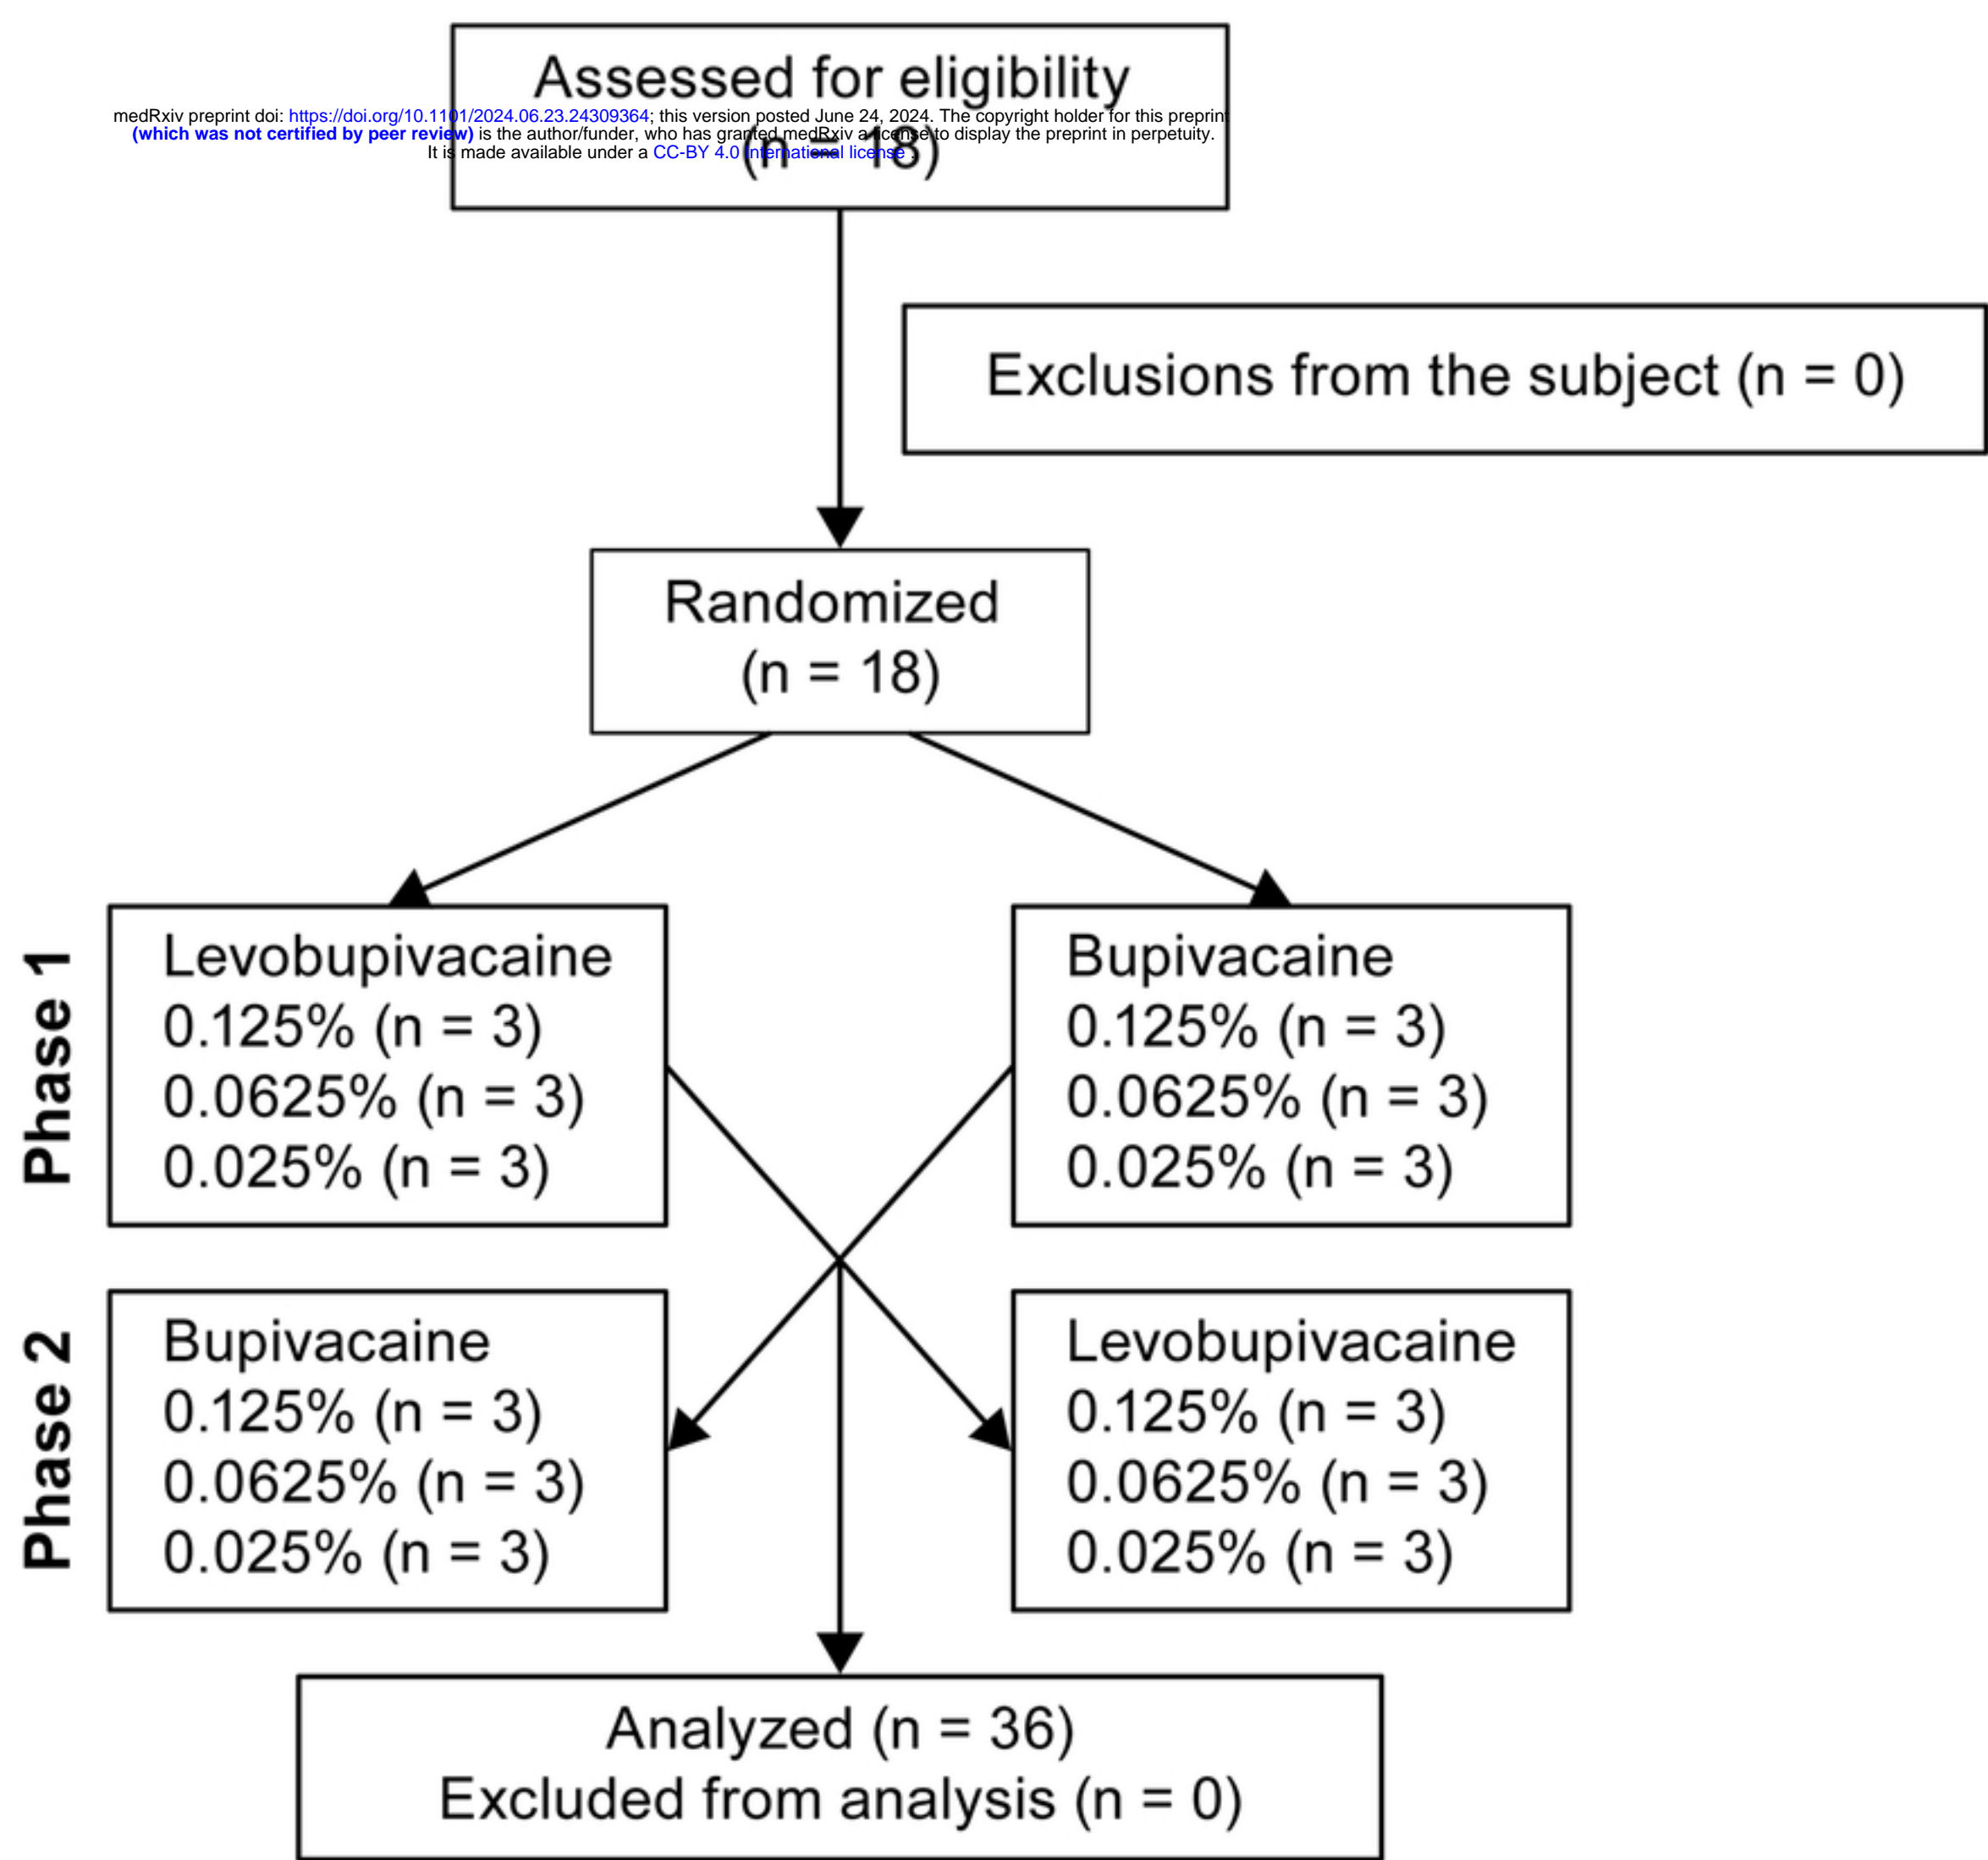 Assessed for eligibility
medRxiv preprint doi: https://doi.org/10.1101/2024.06.23.24309364; this version posted June 24, 2024. The copyright holder for this preprint
(which was not certified by peer review) is the author/funder, who has granted medRxiv a license to display the preprint in perpetuity.
(n = 18)
It is made available under a CC-BY 4.0 International license .
Exclusions from the subject (n = 0)
Randomized
(n = 18)
Phase 1
Levobupivacaine
0.125% (n = 3)
0.0625% (n = 3)
0.025% (n = 3)
Bupivacaine
0.125% (n = 3)
0.0625% (n = 3)
0.025% (n = 3)
Phase 2
Bupivacaine
0.125% (n = 3)
0.0625% (n = 3)
0.025% (n = 3)
Levobupivacaine
0.125% (n = 3)
0.0625% (n = 3)
0.025% (n = 3)
Analyzed (n = 36)
Excluded from analysis (n = 0)